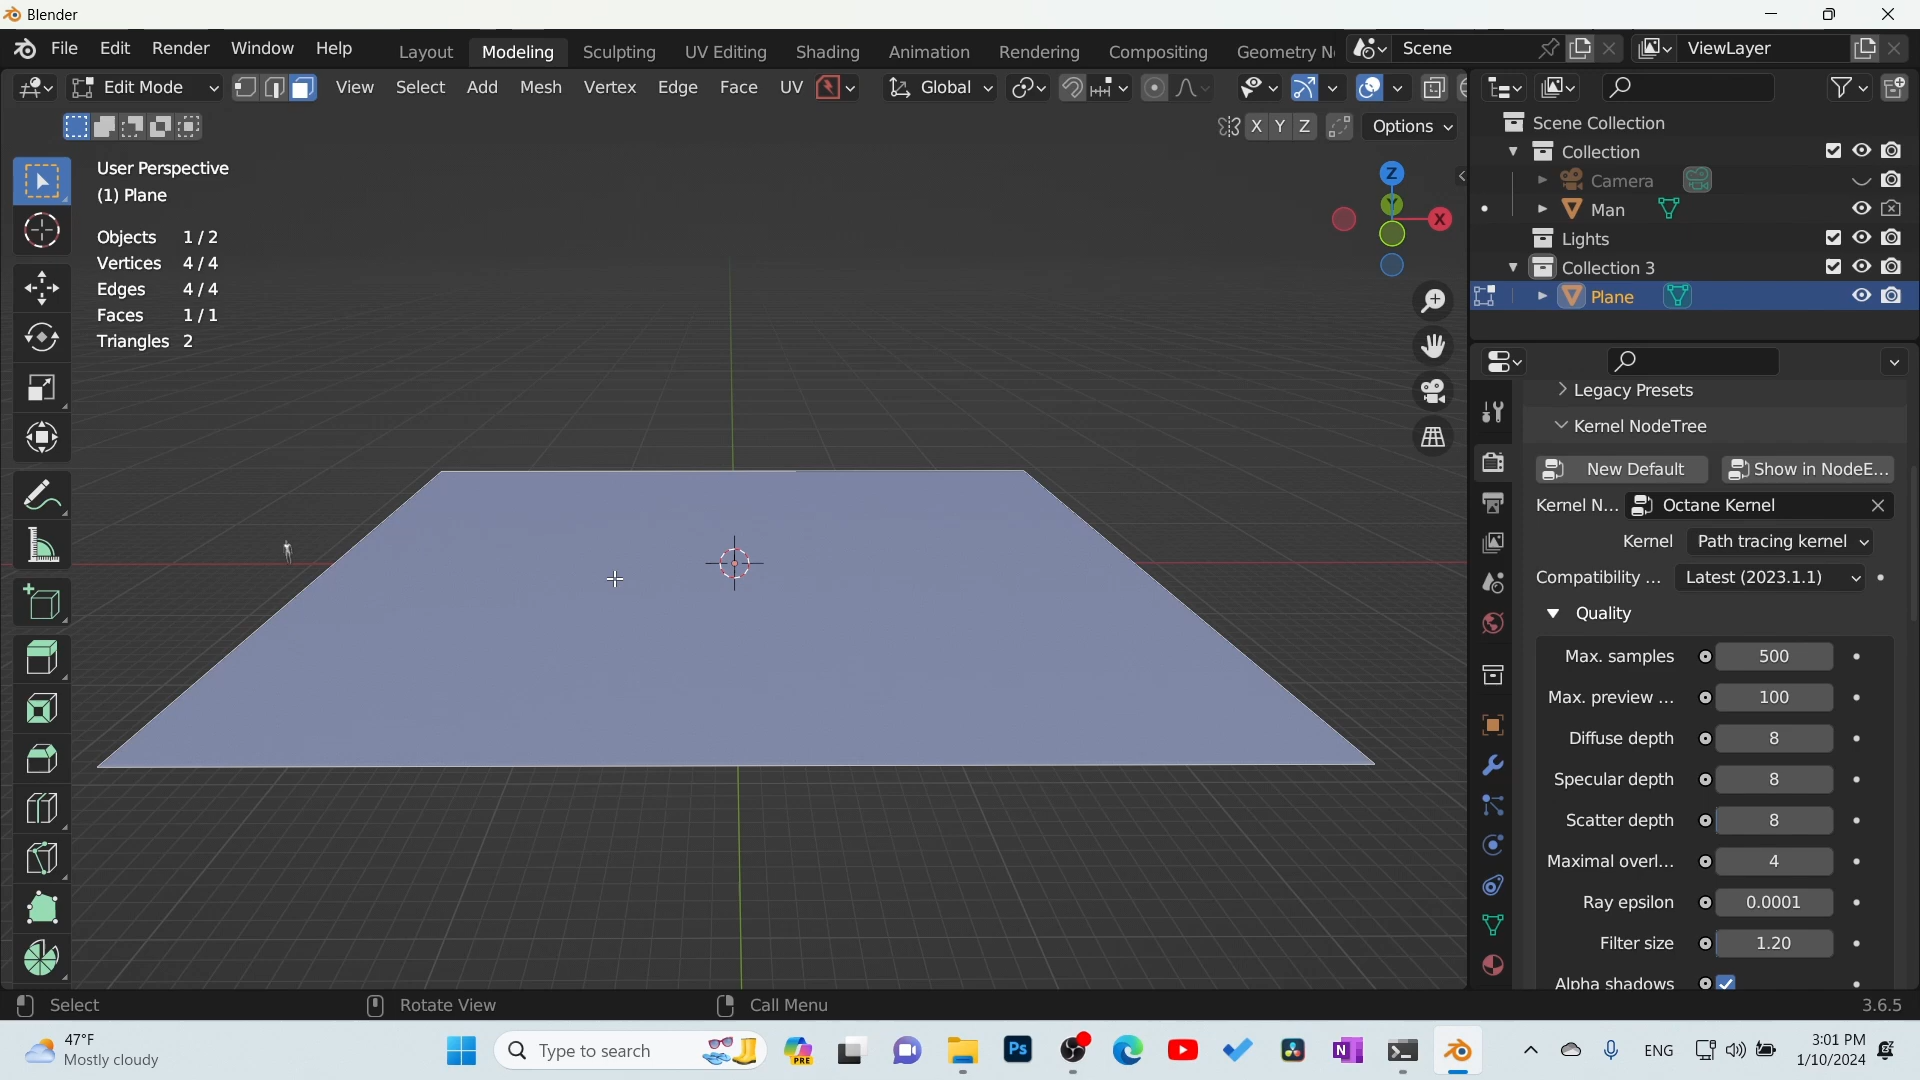 Blender
File Edit Render Window Help Layout Modeling Sculpting UV Editing Shading Animation Rendering Compositing Geometry N Scene ViewLayer
Edit Mode View Select Add Mesh Vertex Edge Face UV Global
X Y Z Options
User Perspective
(1) Plane
Objects 1/2
Vertices 4/4
Edges 4/4
Faces 1/1
Triangles 2
Z
Y
X
Scene Collection
Collection
Camera
Man
Lights
Collection 3
Plane
Legacy Presets
Kernel NodeTree
New Default Show in NodeE...
Kernel N... Octane Kernel
Kernel Path tracing kernel
Compatibility ... Latest (2023.1.1)
Quality
Max. samples 500
Max. preview ... 100
Diffuse depth 8
Specular depth 8
Scatter depth 8
Maximal overl... 4
Ray epsilon 0.0001
Filter size 1.20
Alpha shadows
Select Rotate View Call Menu 3.6.5
47°F
Mostly cloudy
Type to search
PRE
Ps
N
ENG
3:01 PM
1/10/2024